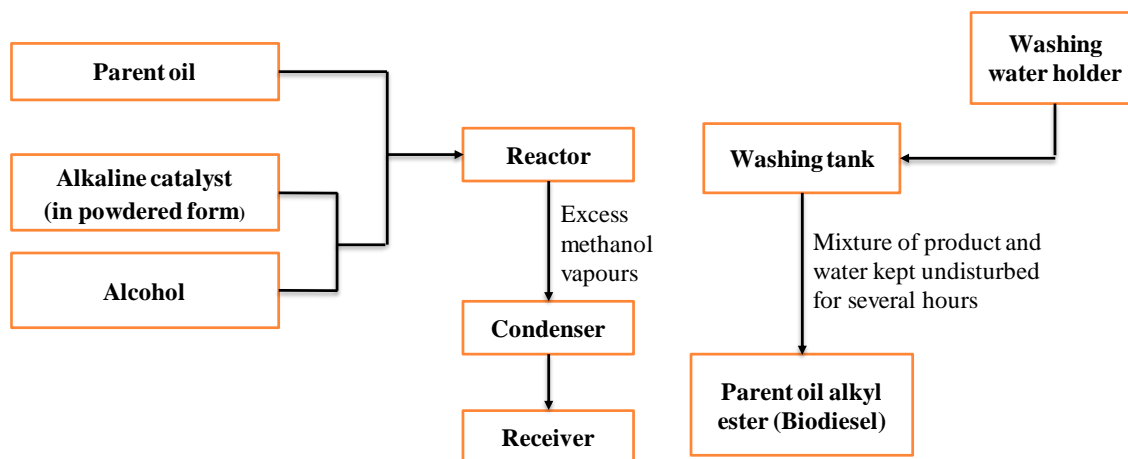 Parent oil
Alkaline catalyst
(in powdered form)
Alcohol
Reactor
Excess
methanol
vapours
Condenser
Receiver
Washing
water holder
Washing tank
Mixture of product and
water kept undisturbed
for several hours
Parent oil alkyl
ester (Biodiesel)